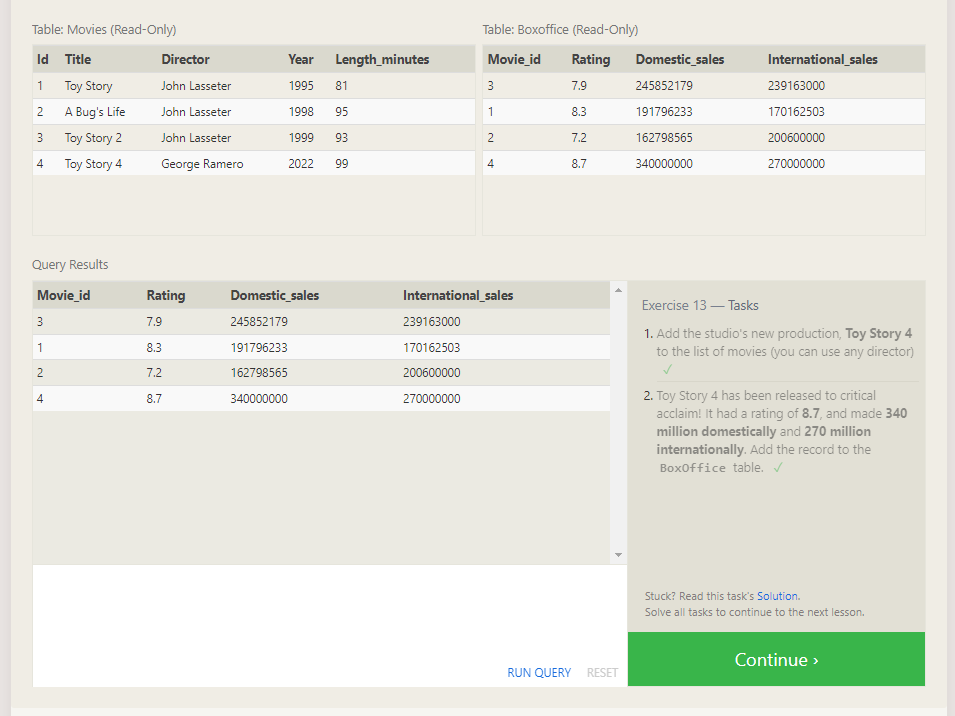 Table: Movies (Read-Only)
Id Title Director Year Length_minutes
1 Toy Story John Lasseter 1995 81
2 A Bug's Life John Lasseter 1998 95
3 Toy Story 2 John Lasseter 1999 93
4 Toy Story 4 George Ramero 2022 99
Table: Boxoffice (Read-Only)
Movie_id Rating Domestic_sales International_sales
3 7.9 245852179 239163000
1 8.3 191796233 170162503
2 7.2 162798565 200600000
4 8.7 340000000 270000000
Query Results
Movie_id Rating Domestic_sales International_sales
3 7.9 245852179 239163000
1 8.3 191796233 170162503
2 7.2 162798565 200600000
4 8.7 340000000 270000000
RUN QUERY RESET
Exercise 13 — Tasks
1. Add the studio's new production, Toy Story 4
to the list of movies (you can use any director)
✓
2. Toy Story 4 has been released to critical
acclaim! It had a rating of 8.7, and made 340
million domestically and 270 million
internationally. Add the record to the
BoxOffice table. ✓
Stuck? Read this task's Solution.
Solve all tasks to continue to the next lesson.
Continue ›